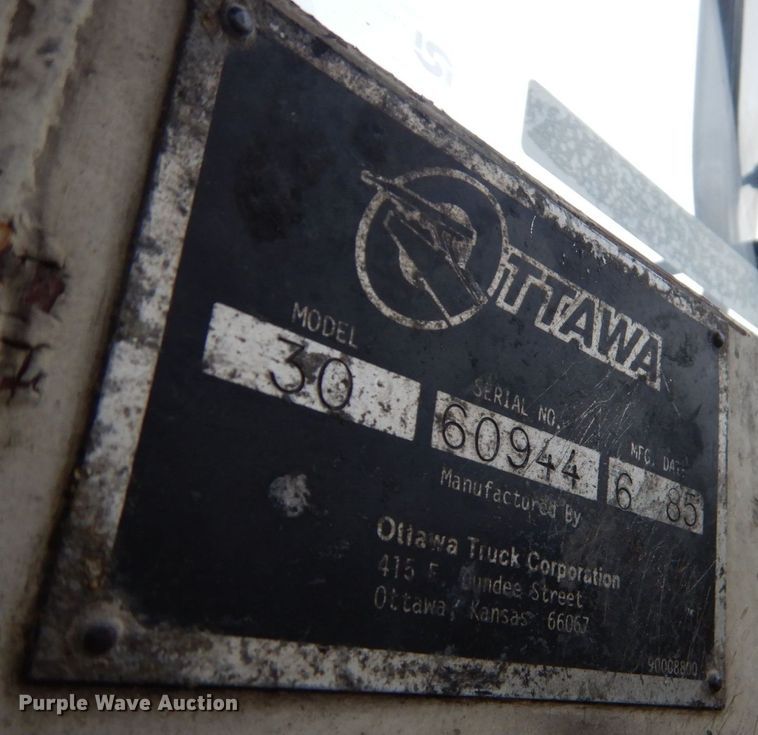 OTTAWA
MODEL
30
SERIAL NO.
60944
MFG. DATE
6 85
Manufactured By
Ottawa Truck Corporation
415 E. Dundee Street
Ottawa, Kansas 66067
90008800
Purple Wave Auction